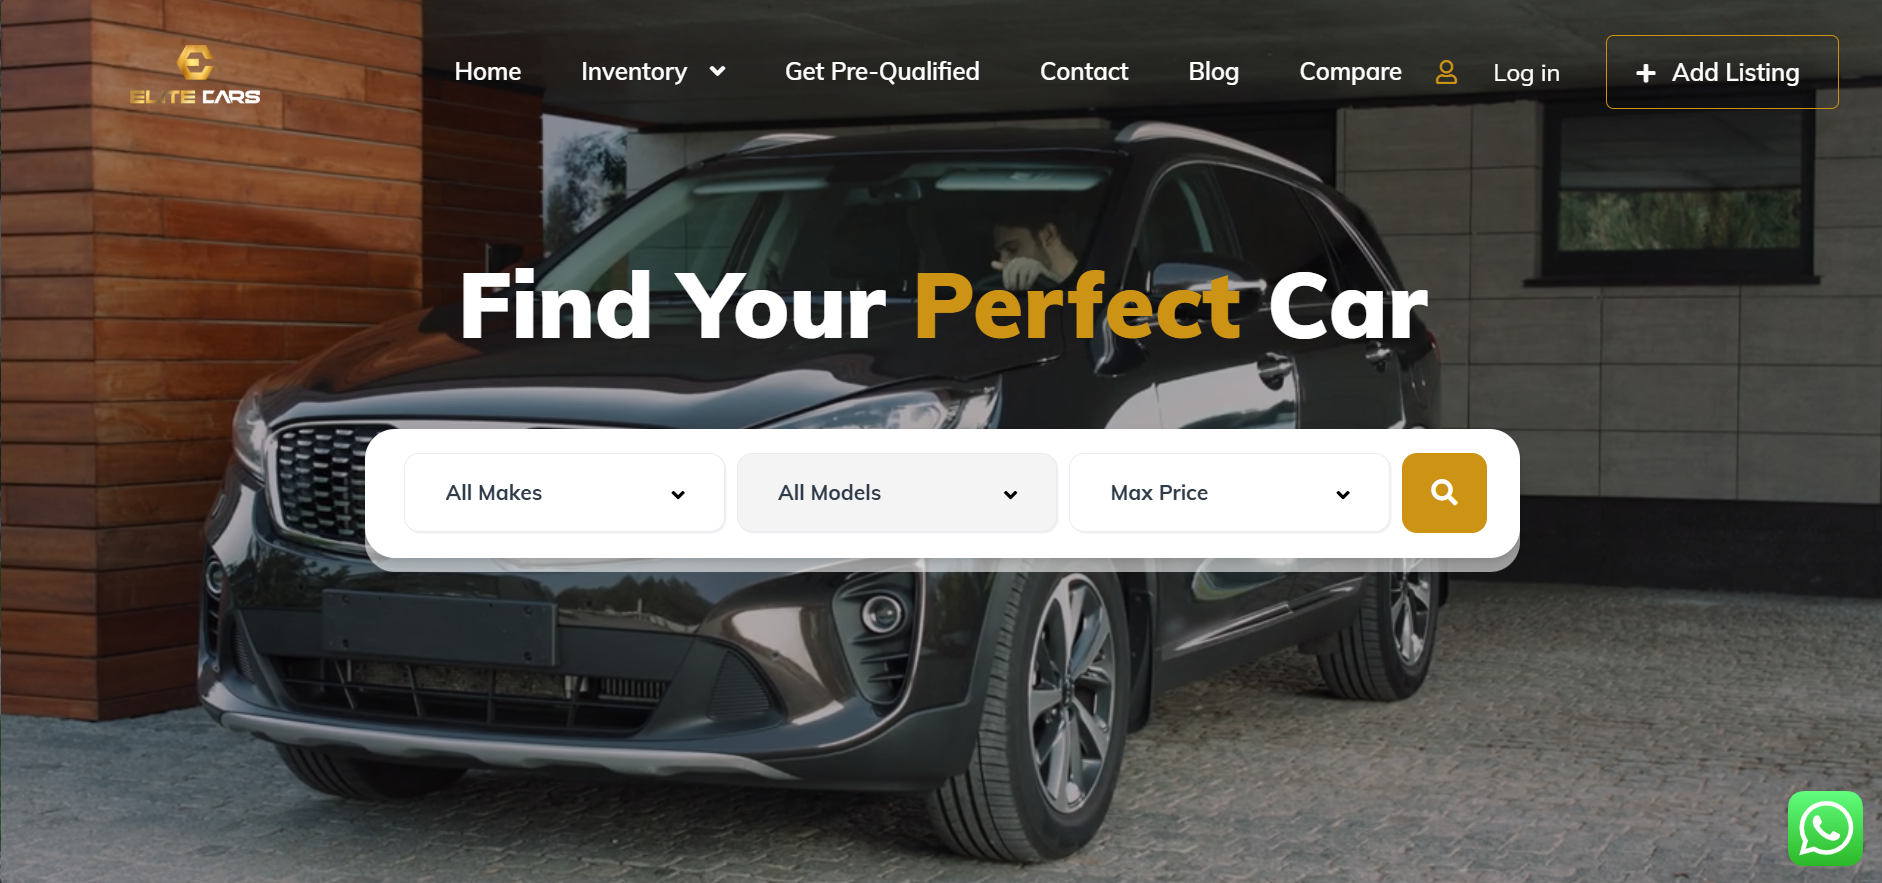 ELITE CARS
Home Inventory Get Pre-Qualified Contact Blog Compare Log in + Add Listing
Find Your Perfect Car
All Makes All Models Max Price